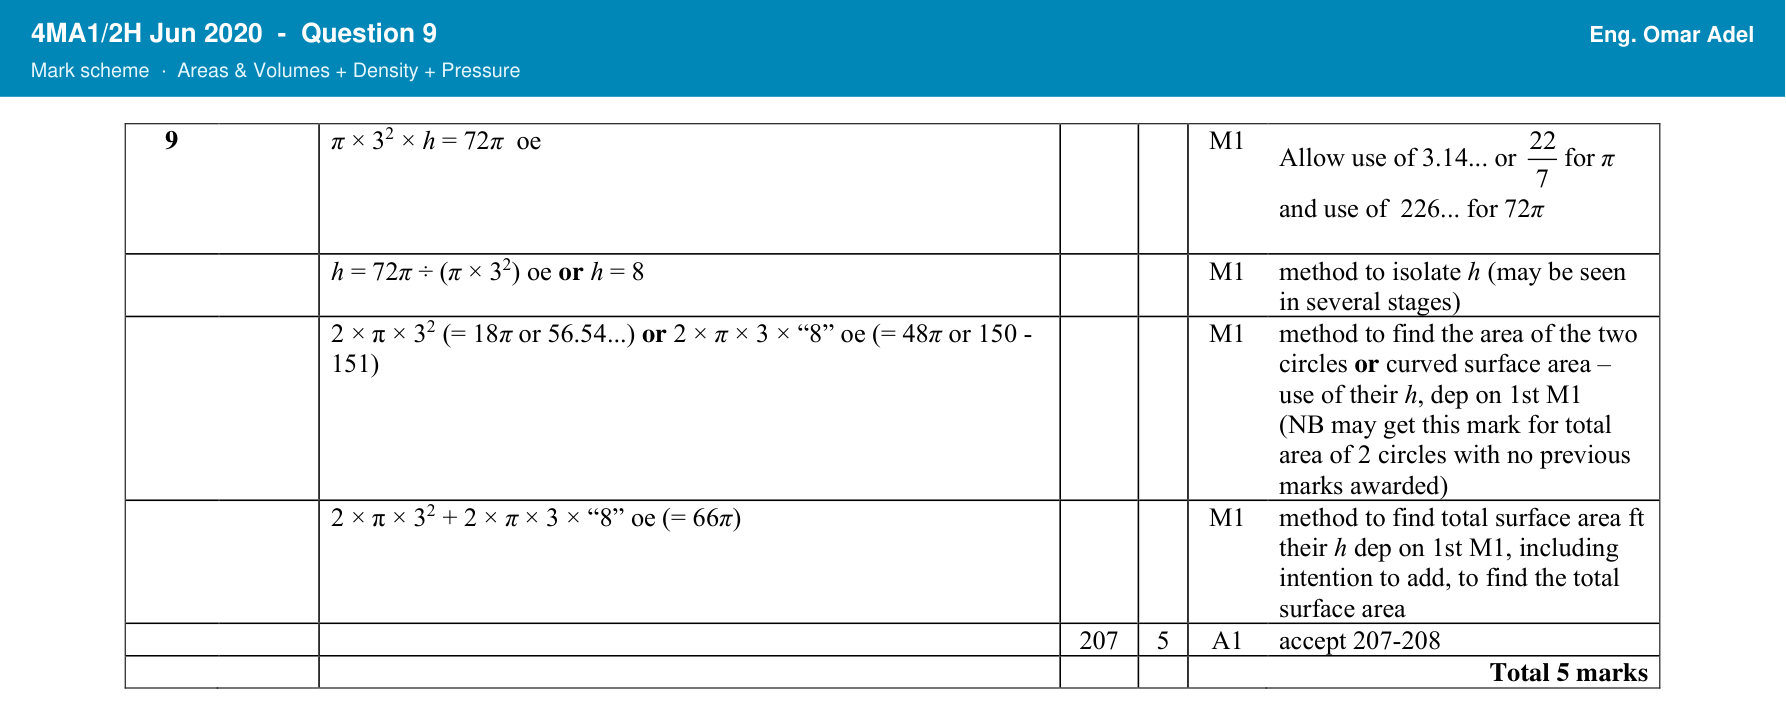 4MA1/2H Jun 2020 - Question 9
Eng. Omar Adel
Mark scheme · Areas & Volumes + Density + Pressure
9 π × 3² × h = 72π oe M1 Allow use of 3.14... or 22/7 for π
and use of 226... for 72π
h = 72π ÷ (π × 3²) oe or h = 8 M1 method to isolate h (may be seen
in several stages)
2 × π × 3² (= 18π or 56.54...) or 2 × π × 3 × “8” oe (= 48π or 150 - M1 method to find the area of the two
151) circles or curved surface area –
use of their h, dep on 1st M1
(NB may get this mark for total
area of 2 circles with no previous
marks awarded)
2 × π × 3² + 2 × π × 3 × “8” oe (= 66π) M1 method to find total surface area ft
their h dep on 1st M1, including
intention to add, to find the total
surface area
207 5 A1 accept 207-208
Total 5 marks